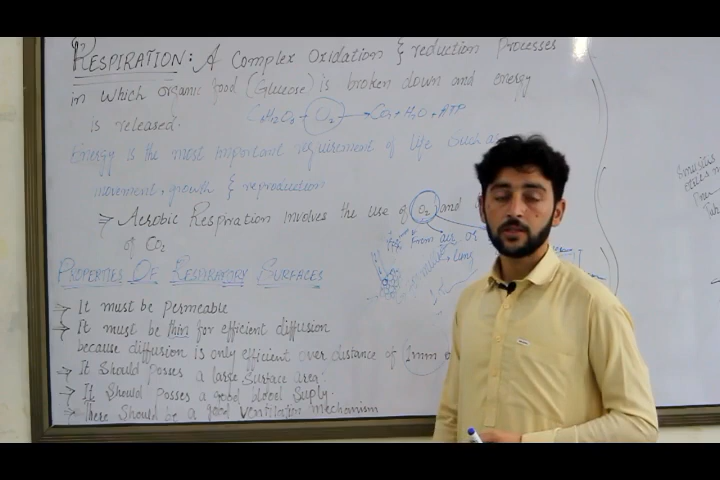 RESPIRATION: A Complex Oxidation & reduction Processes
in which organic food (Glucose) is broken down and energy
is released. C6H12O6 + O2 → CO2 + H2O + ATP
Energy is the most important requirement of life such as
movement, growth & reproduction
⇒ Aerobic Respiration involves the use of O2 and
of CO2
From air or
lung
PROPERTIES OF RESPIRATORY SURFACES
⇒ It must be permeable
⇒ It must be thin for efficient diffusion
because diffusion is only efficient over distance of 1mm
⇒ It Should Posses a large Surface area
⇒ It Should Posses a good blood Suply.
⇒ There Should be a good Ventilation mechanism